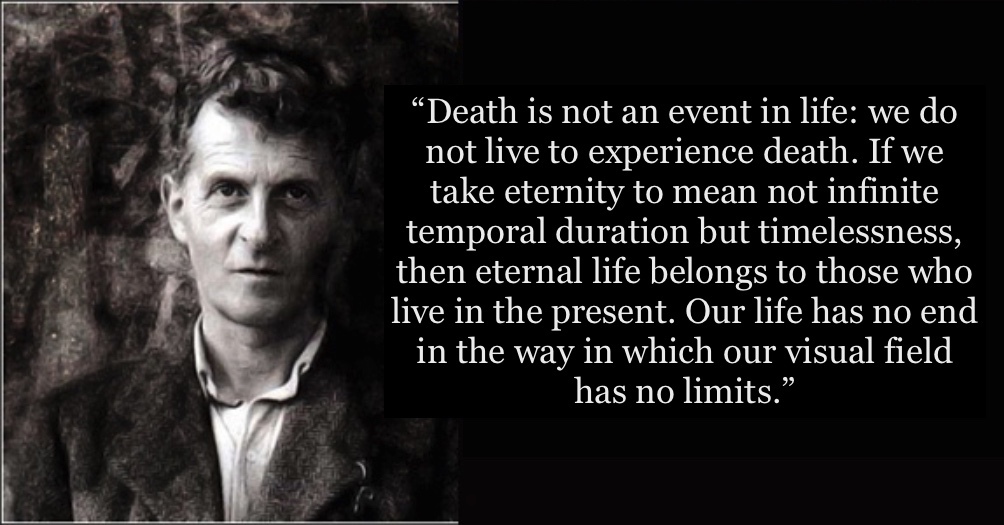 “Death is not an event in life: we do
not live to experience death. If we
take eternity to mean not infinite
temporal duration but timelessness,
then eternal life belongs to those who
live in the present. Our life has no end
in the way in which our visual field
has no limits.”